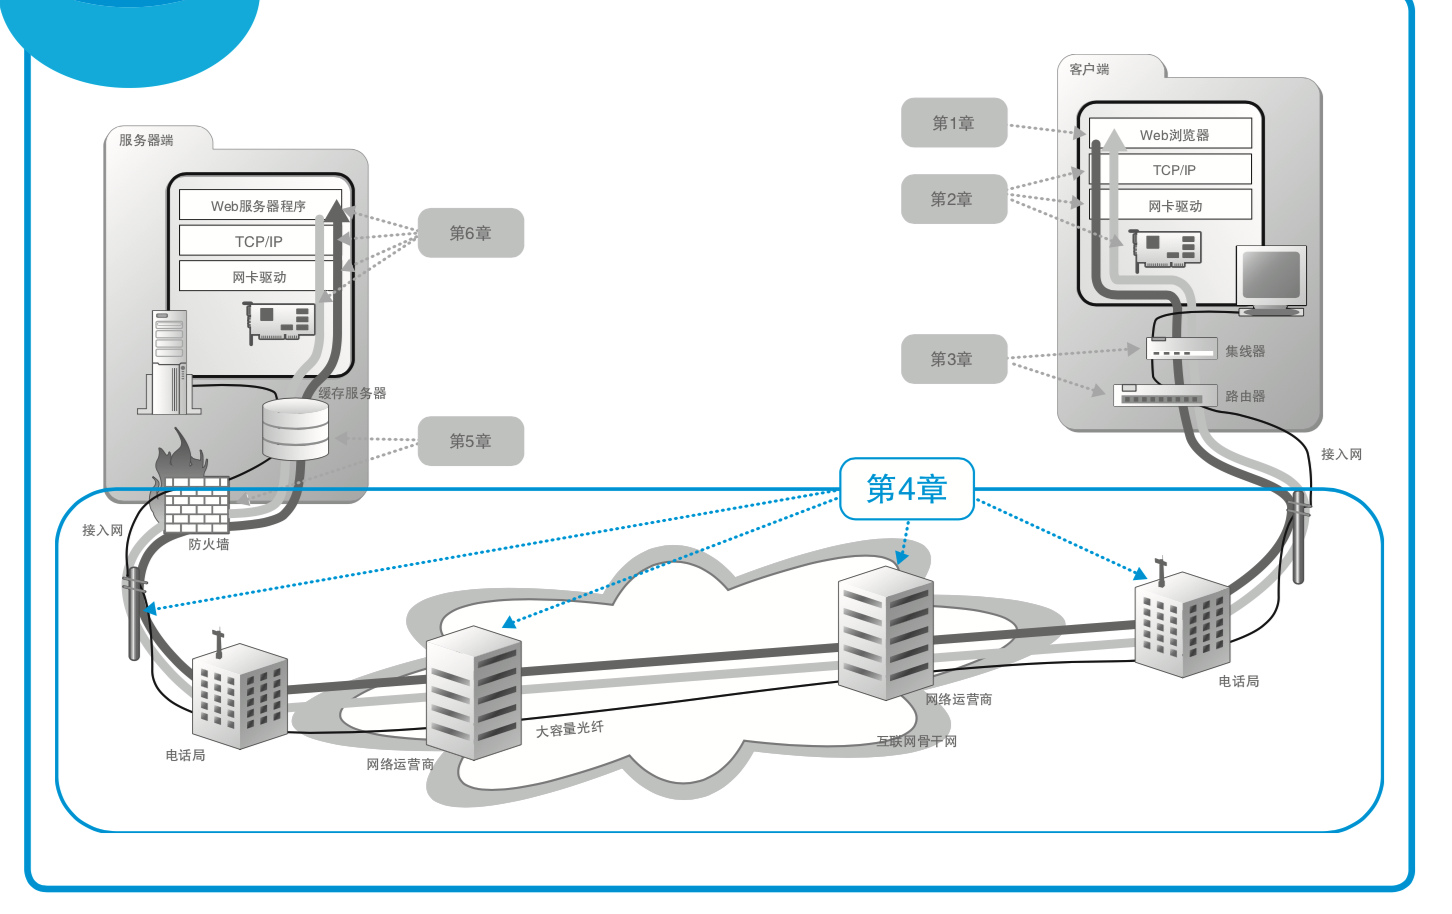 客户端
第1章
Web浏览器
TCP/IP
网卡驱动
第2章
服务器端
Web服务器程序
TCP/IP
网卡驱动
第6章
第3章
集线器
路由器
缓存服务器
第5章
接入网
第4章
接入网
防火墙
电话局
网络运营商
大容量光纤
互联网骨干网
电话局
网络运营商